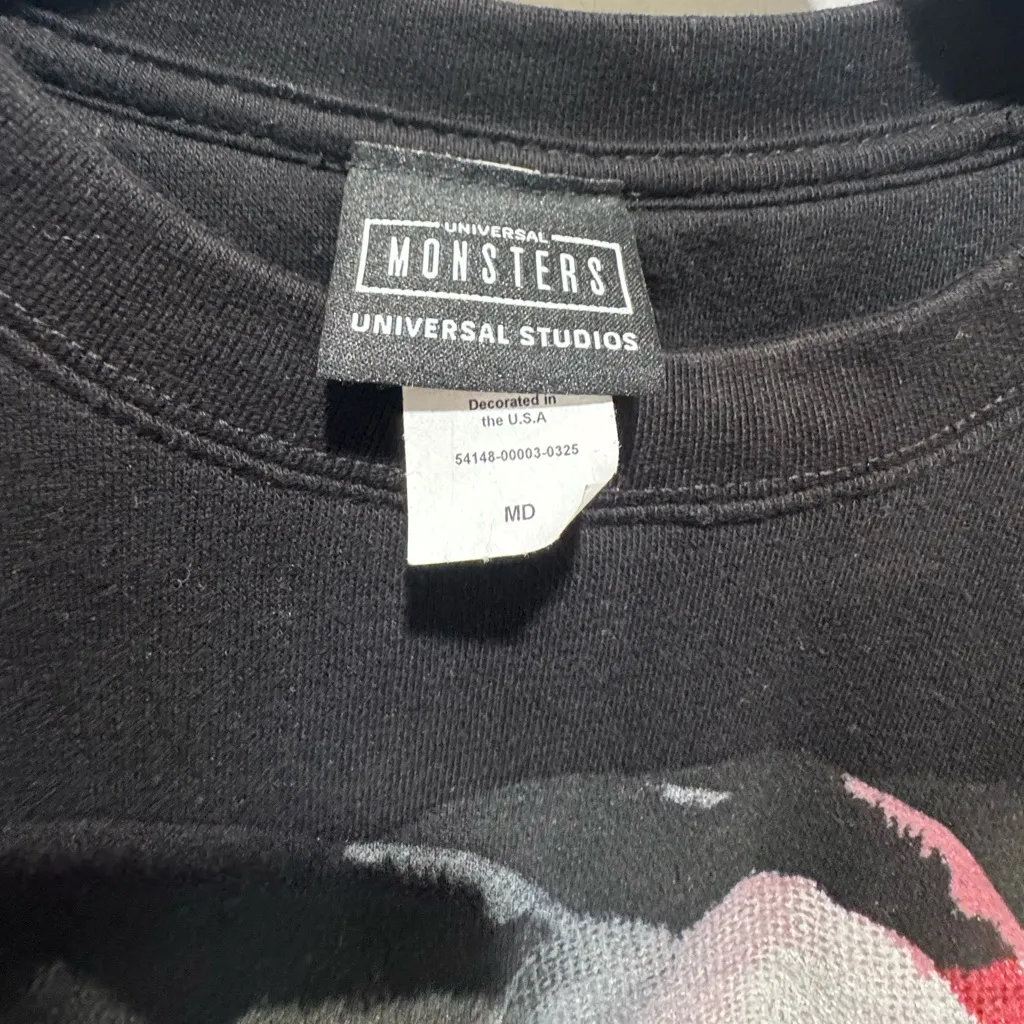 UNIVERSAL
MONSTERS
UNIVERSAL STUDIOS
Decorated in
the U.S.A
54148-00003-0325
MD